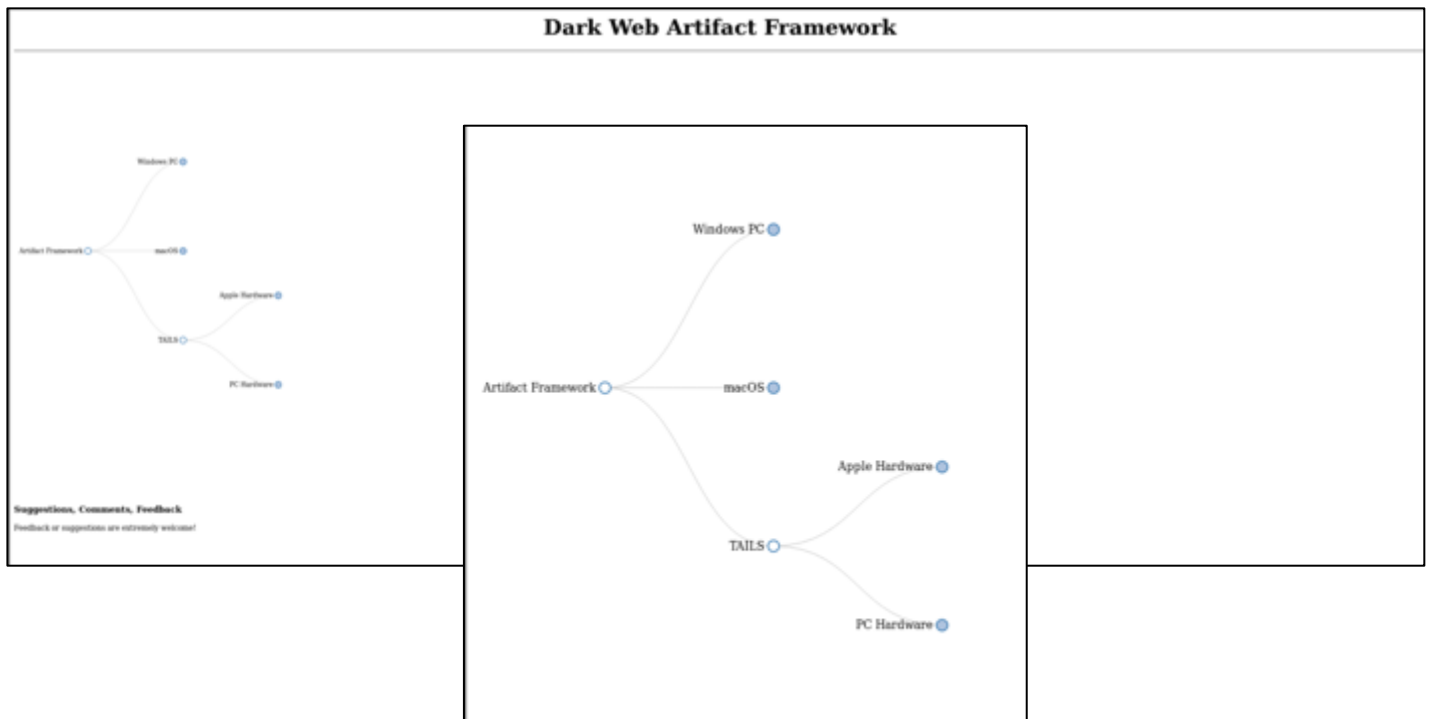 Dark Web Artifact Framework
Windows PC
Artifact Framework
macOS
Apple Hardware
TAILS
PC Hardware
Suggestions, Comments, Feedback
Feedback or suggestions are extremely welcome!
Windows PC
Artifact Framework
macOS
Apple Hardware
TAILS
PC Hardware